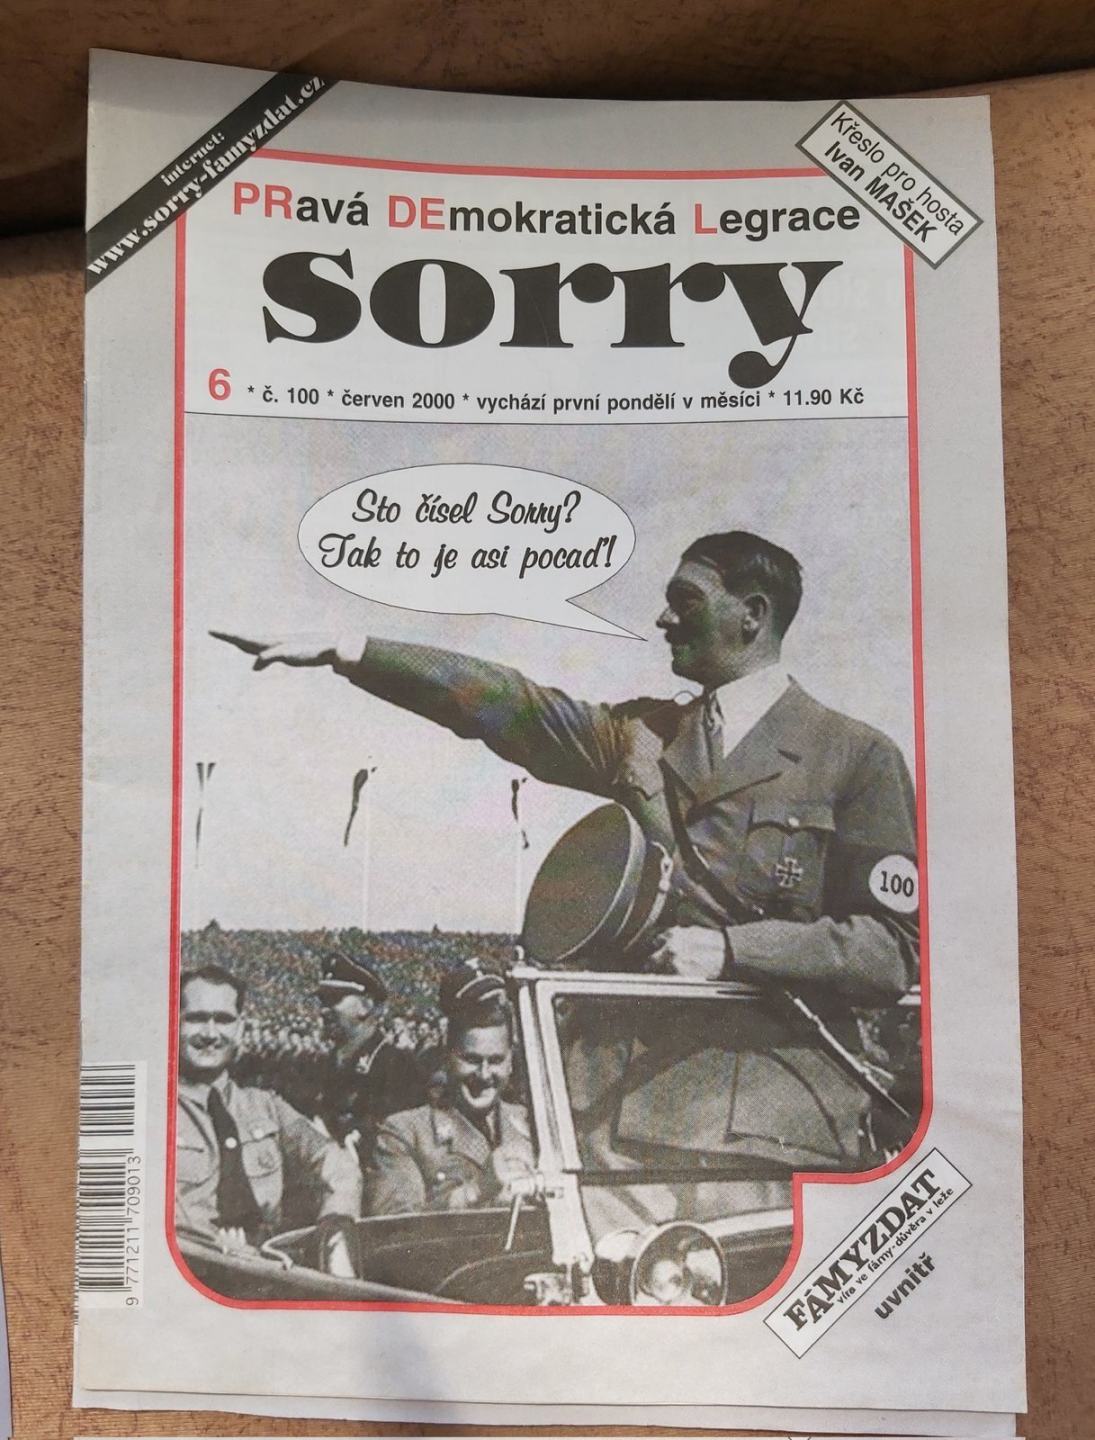 internet:
www.sorry-famyzdat.cz
Křeslo pro hosta
Ivan MAŠEK
PRavá DEmokratická Legrace
sorry
6 * č. 100 * červen 2000 * vychází první pondělí v měsíci * 11.90 Kč
Sto čísel Sorry?
Tak to je asi pocaď!
100
9 771211 709013
FÁMYZDAT
víra ve fámy-důvěra v lež
uvnitř